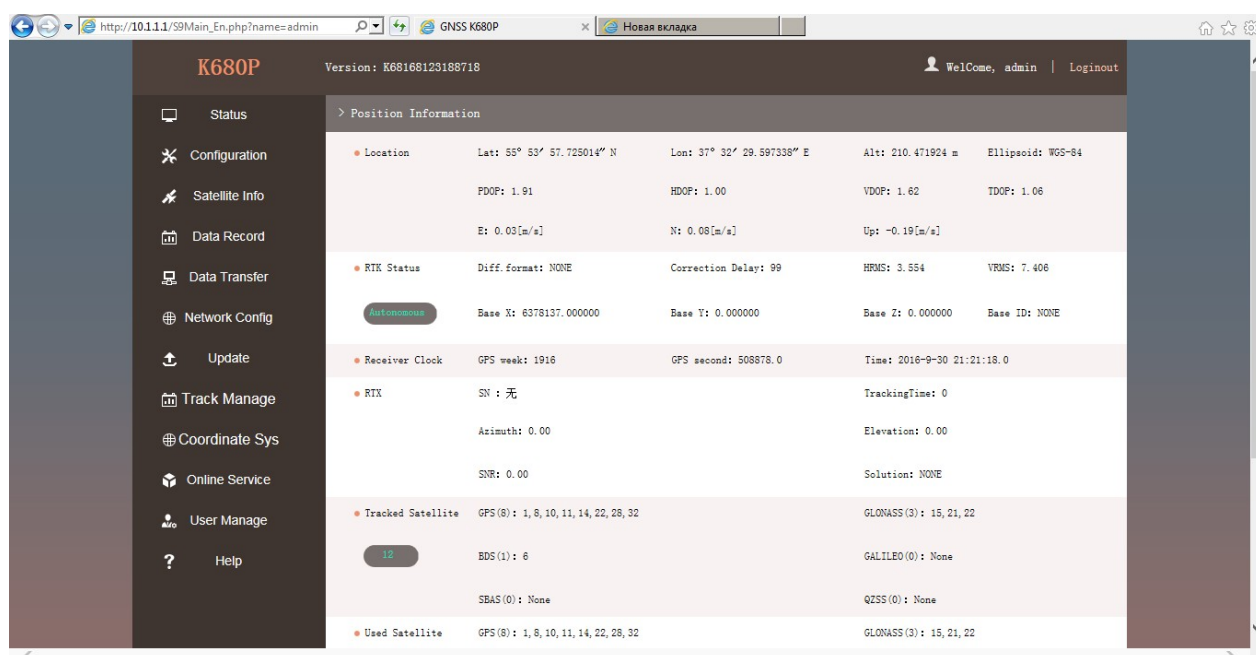 http://10.1.1.1/S9Main_En.php?name=admin GNSS K680P Новая вкладка
K680P Version: K68168123188718 WelCome, admin | Loginout
Status
Configuration
Satellite Info
Data Record
Data Transfer
Network Config
Update
Track Manage
Coordinate Sys
Online Service
User Manage
Help
> Position Information
Location Lat: 55° 53′ 57.725014″ N Lon: 37° 32′ 29.597338″ E Alt: 210.471924 m Ellipsoid: WGS-84
PDOP: 1.91 HDOP: 1.00 VDOP: 1.62 TDOP: 1.06
E: 0.03[m/s] N: 0.08[m/s] Up: -0.19[m/s]
RTK Status Diff.format: NONE Correction Delay: 99 HRMS: 3.554 VRMS: 7.406
Autonomous Base X: 6378137.000000 Base Y: 0.000000 Base Z: 0.000000 Base ID: NONE
Receiver Clock GPS week: 1916 GPS second: 508878.0 Time: 2016-9-30 21:21:18.0
RTX SN : 无 TrackingTime: 0
Azimuth: 0.00 Elevation: 0.00
SNR: 0.00 Solution: NONE
Tracked Satellite GPS(8): 1,8,10,11,14,22,28,32 GLONASS(3): 15,21,22
12 BDS(1): 6 GALILEO(0): None
SBAS(0): None QZSS(0): None
Used Satellite GPS(8): 1,8,10,11,14,22,28,32 GLONASS(3): 15,21,22